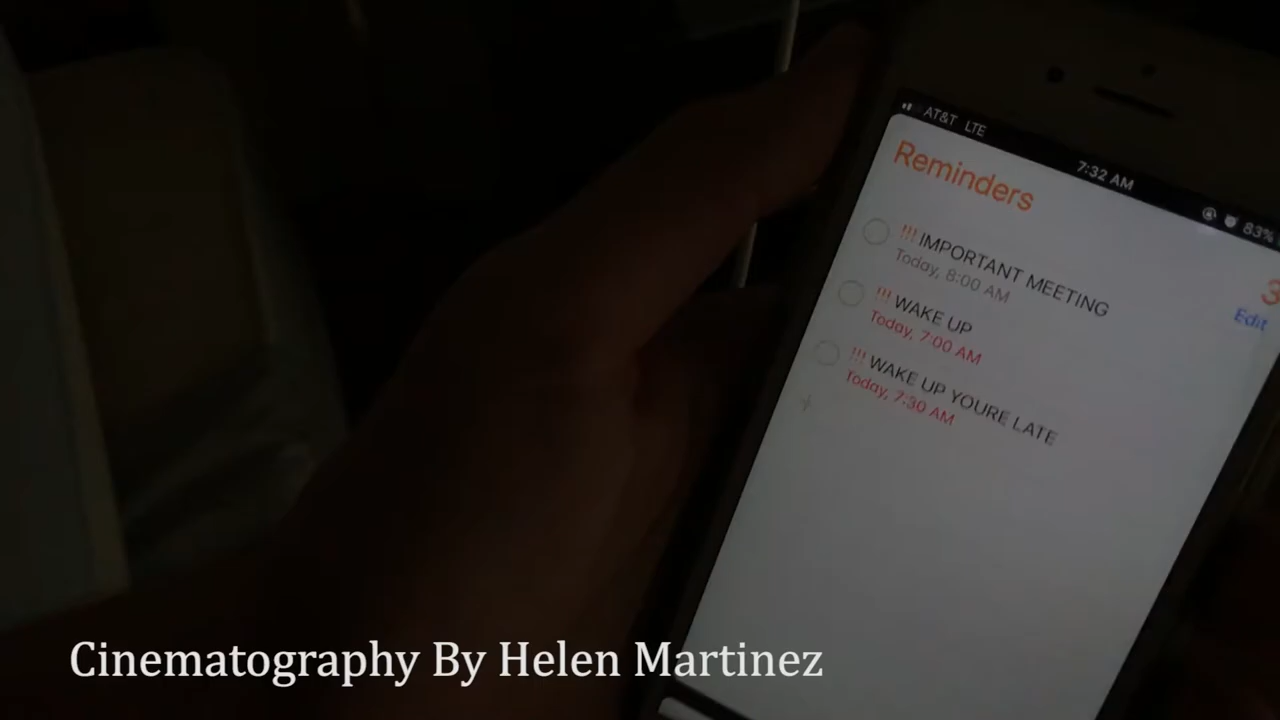 AT&T LTE
7:32 AM
83%
Reminders
3
!!! IMPORTANT MEETING
Today, 8:00 AM
Edit
!!! WAKE UP
Today, 7:00 AM
!!! WAKE UP YOURE LATE
Today, 7:30 AM
Cinematography By Helen Martinez